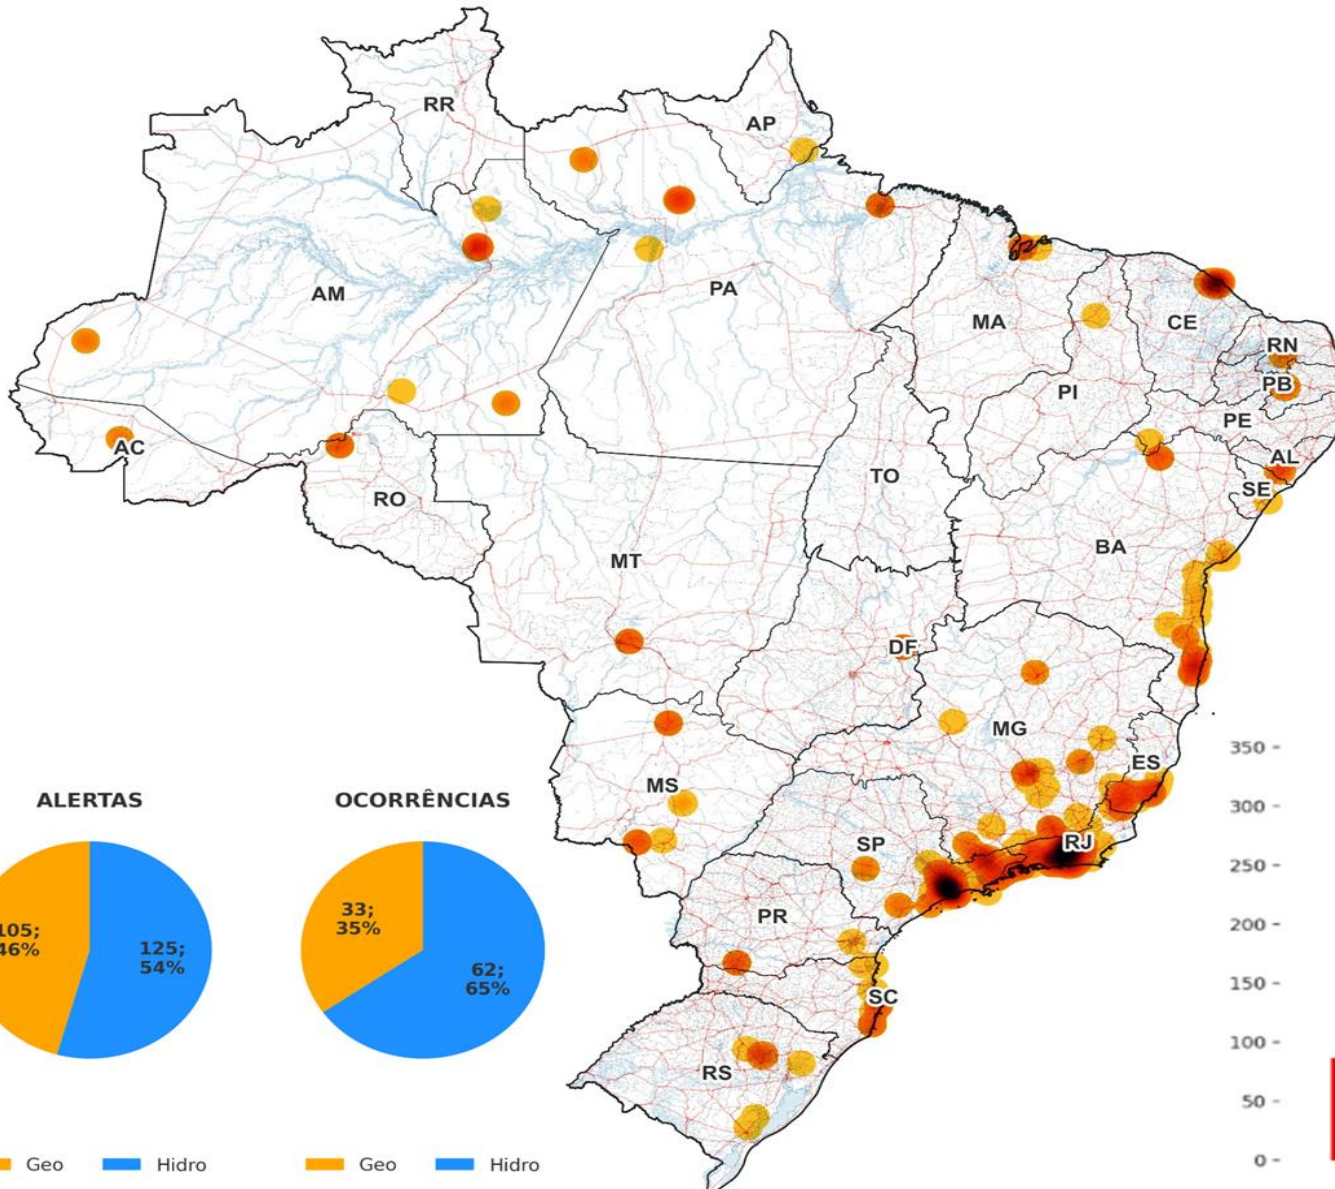 RR
AP
AM
PA
MA
CE
RN
PB
PI
PE
AC
AL
TO
SE
RO
BA
MT
DF
MG
ES
MS
SP
RJ
PR
SC
RS
ALERTAS
105;
46%
125;
54%
Geo
Hidro
OCORRÊNCIAS
33;
35%
62;
65%
Geo
Hidro
350
300
250
200
150
100
50
0